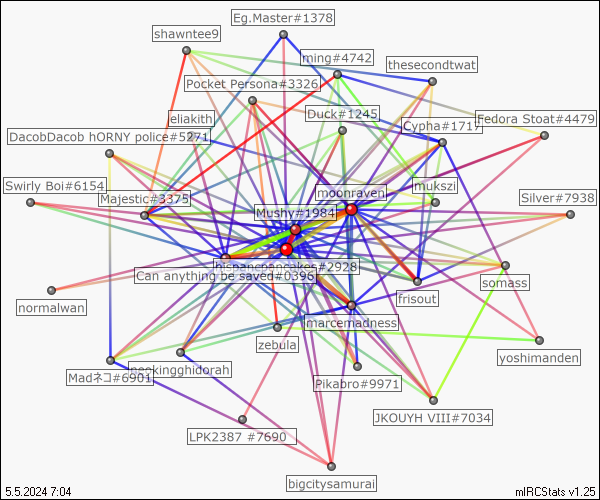 Eg.Master#1378
shawntee9
ming#4742
thesecondtwat
Pocket Persona#3326
Duck#1245
eliakith
Cypha#1717
Fedora Stoat#4479
DacobDacob hORNY police#5271
Swirly Boi#6154
Majestic#3375
moonraven
mukszi
Silver#7938
Mushy#1984
hispancpancakes#2928
Can anything be saved#0396
somass
normalwan
frisout
marcemadness
zebula
yoshimanden
Madネコ#6901
Pikabro#9971
JKOUYH VIII#7034
LPK2387 #7690
bigcitysamurai
5.5.2024 7:04
mIRCStats v1.25